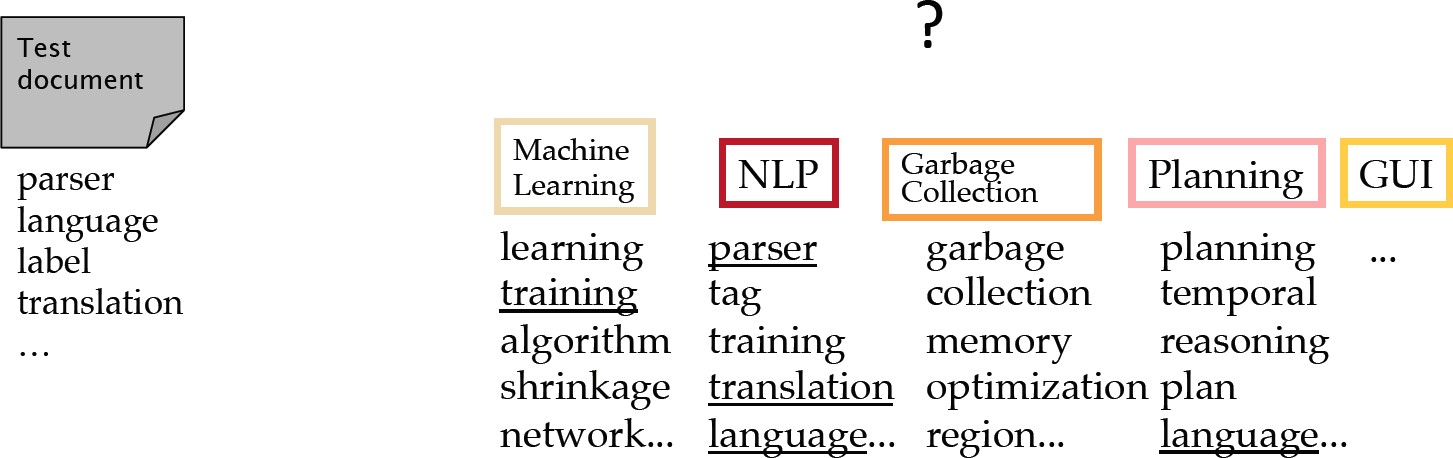 ?
Test
document
parser
language
label
translation
…
Machine
Learning
learning
training
algorithm
shrinkage
network...
NLP
parser
tag
training
translation
language...
Garbage
Collection
garbage
collection
memory
optimization
region...
Planning
planning
temporal
reasoning
plan
language...
GUI
...